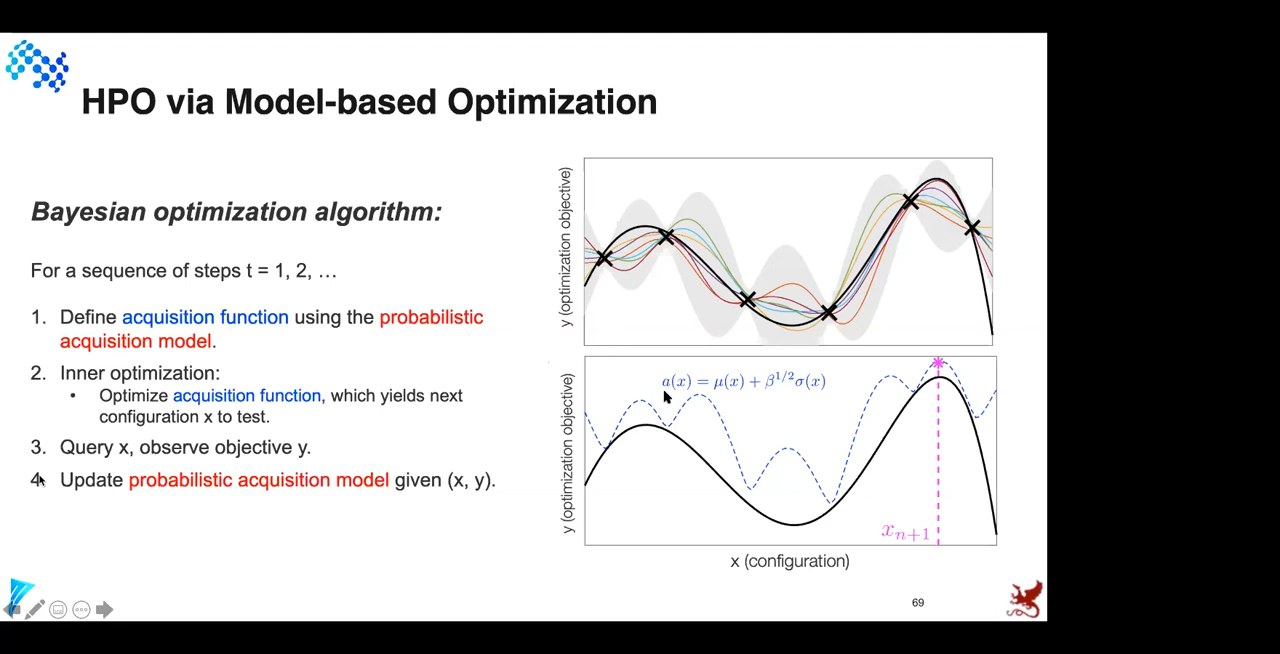 HPO via Model-based Optimization
Bayesian optimization algorithm:
For a sequence of steps t = 1, 2, …
1. Define acquisition function using the probabilistic
acquisition model.
2. Inner optimization:
• Optimize acquisition function, which yields next
configuration x to test.
3. Query x, observe objective y.
4. Update probabilistic acquisition model given (x, y).
y (optimization objective)
a(x) = μ(x) + β^{1/2}σ(x)
y (optimization objective)
x_{n+1}
x (configuration)
69